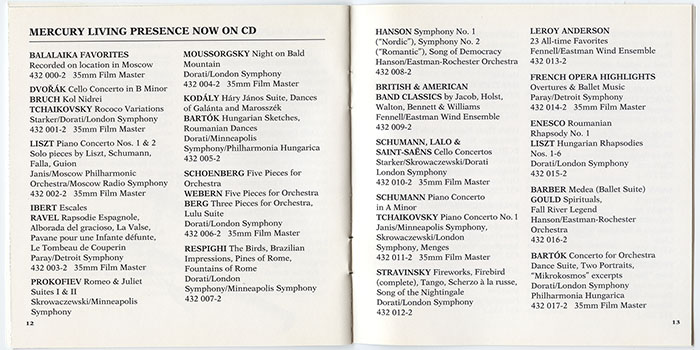 MERCURY LIVING PRESENCE NOW ON CD
BALALAIKA FAVORITES
Recorded on location in Moscow
432 000-2 35mm Film Master
DVOŘÁK Cello Concerto in B Minor
BRUCH Kol Nidrei
TCHAIKOVSKY Rococo Variations
Starker/Dorati/London Symphony
432 001-2 35mm Film Master
LISZT Piano Concerto Nos. 1 & 2
Solo pieces by Liszt, Schumann,
Falla, Guion
Janis/Moscow Philharmonic
Orchestra/Moscow Radio Symphony
432 002-2 35mm Film Master
IBERT Escales
RAVEL Rapsodie Espagnole,
Alborada del gracioso, La Valse,
Pavane pour une Infante défunte,
Le Tombeau de Couperin
Paray/Detroit Symphony
432 003-2 35mm Film Master
PROKOFIEV Romeo & Juliet
Suites I & II
Skrowaczewski/Minneapolis
Symphony
12
MOUSSORGSKY Night on Bald
Mountain
Dorati/London Symphony
432 004-2 35mm Film Master
KODÁLY Háry János Suite, Dances
of Galánta and Marosszék
BARTÓK Hungarian Sketches,
Roumanian Dances
Dorati/Minneapolis
Symphony/Philharmonia Hungarica
432 005-2
SCHOENBERG Five Pieces for
Orchestra
WEBERN Five Pieces for Orchestra
BERG Three Pieces for Orchestra,
Lulu Suite
Dorati/London Symphony
432 006-2 35mm Film Master
RESPIGHI The Birds, Brazilian
Impressions, Pines of Rome,
Fountains of Rome
Dorati/London
Symphony/Minneapolis Symphony
432 007-2
HANSON Symphony No. 1
("Nordic"), Symphony No. 2
("Romantic"), Song of Democracy
Hanson/Eastman-Rochester Orchestra
432 008-2
BRITISH & AMERICAN
BAND CLASSICS by Jacob, Holst,
Walton, Bennett & Williams
Fennell/Eastman Wind Ensemble
432 009-2
SCHUMANN, LALO &
SAINT-SAËNS Cello Concertos
Starker/Skrowaczewski/Dorati
London Symphony
432 010-2 35mm Film Master
SCHUMANN Piano Concerto
in A Minor
TCHAIKOVSKY Piano Concerto No. 1
Janis/Minneapolis Symphony,
Skrowaczewski/London
Symphony, Menges
432 011-2 35mm Film Master
STRAVINSKY Fireworks, Firebird
(complete), Tango, Scherzo à la russe,
Song of the Nightingale
Dorati/London Symphony
432 012-2
LEROY ANDERSON
23 All-time Favorites
Fennell/Eastman Wind Ensemble
432 013-2
FRENCH OPERA HIGHLIGHTS
Overtures & Ballet Music
Paray/Detroit Symphony
432 014-2 35mm Film Master
ENESCO Roumanian
Rhapsody No. 1
LISZT Hungarian Rhapsodies
Nos. 1-6
Dorati/London Symphony
432 015-2
BARBER Medea (Ballet Suite)
GOULD Spirituals,
Fall River Legend
Hanson/Eastman-Rochester
Orchestra
432 016-2
BARTÓK Concerto for Orchestra
Dance Suite, Two Portraits,
"Mikrokosmos" excerpts
Dorati/London Symphony
Philharmonia Hungarica
432 017-2 35mm Film Master
13